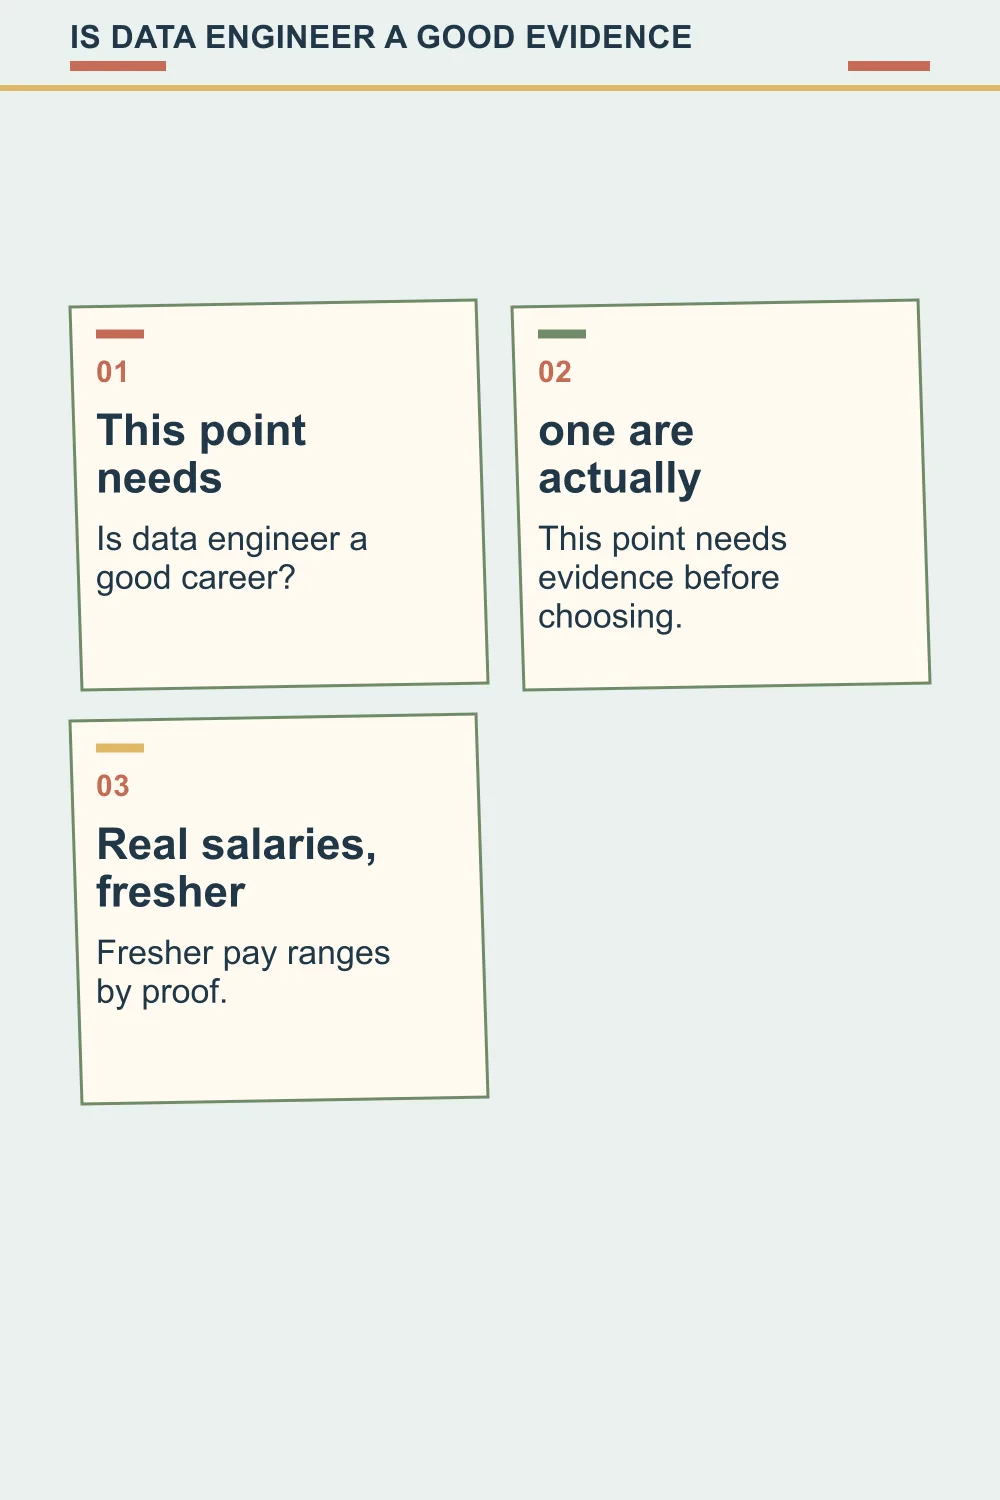 IS DATA ENGINEER A GOOD EVIDENCE
01
This point
needs
Is data engineer a
good career?
02
one are
actually
This point needs
evidence before
choosing.
03
Real salaries,
fresher
Fresher pay ranges
by proof.